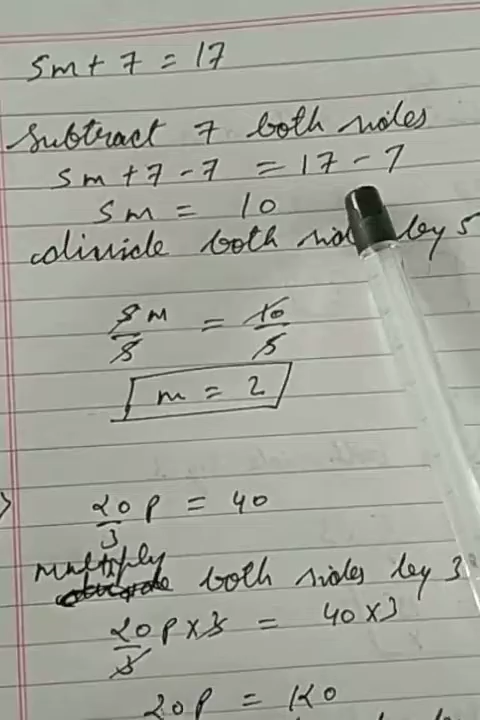 5m + 7 = 17
Subtract 7 both sides
5m + 7 - 7 = 17 - 7
5m = 10
divide both by 5
5m/5 = 10/5
m = 2
20p/3 = 40
Multiply both sides by 3
20p/3 × 3 = 40 × 3
20p = 120